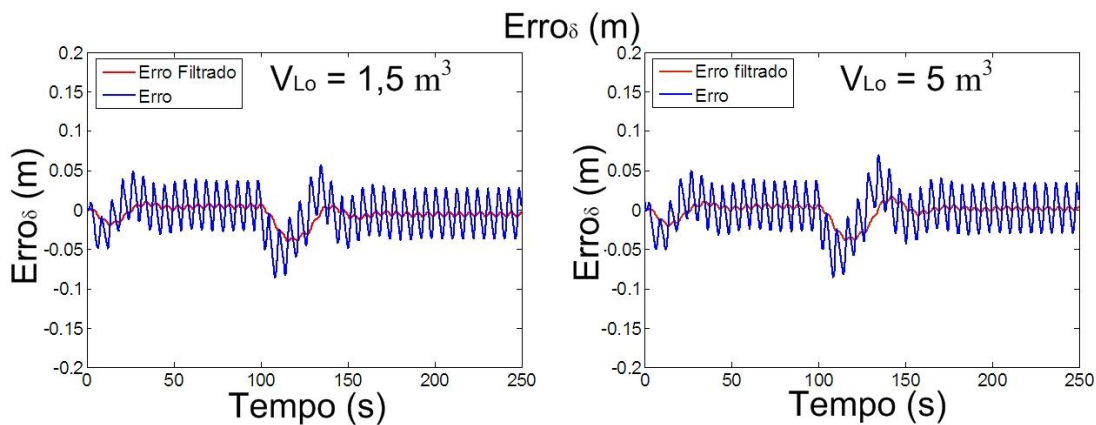 Erroδ (m)
Erro Filtrado
Erro
V_Lo = 1,5 m³
0.2
0.15
0.1
0.05
0
-0.05
-0.1
-0.15
-0.2
Erroδ (m)
0 50 100 150 200 250
Tempo (s)
Erro filtrado
Erro
V_Lo = 5 m³
0.2
0.15
0.1
0.05
0
-0.05
-0.1
-0.15
-0.2
Erroδ (m)
0 50 100 150 200 250
Tempo (s)